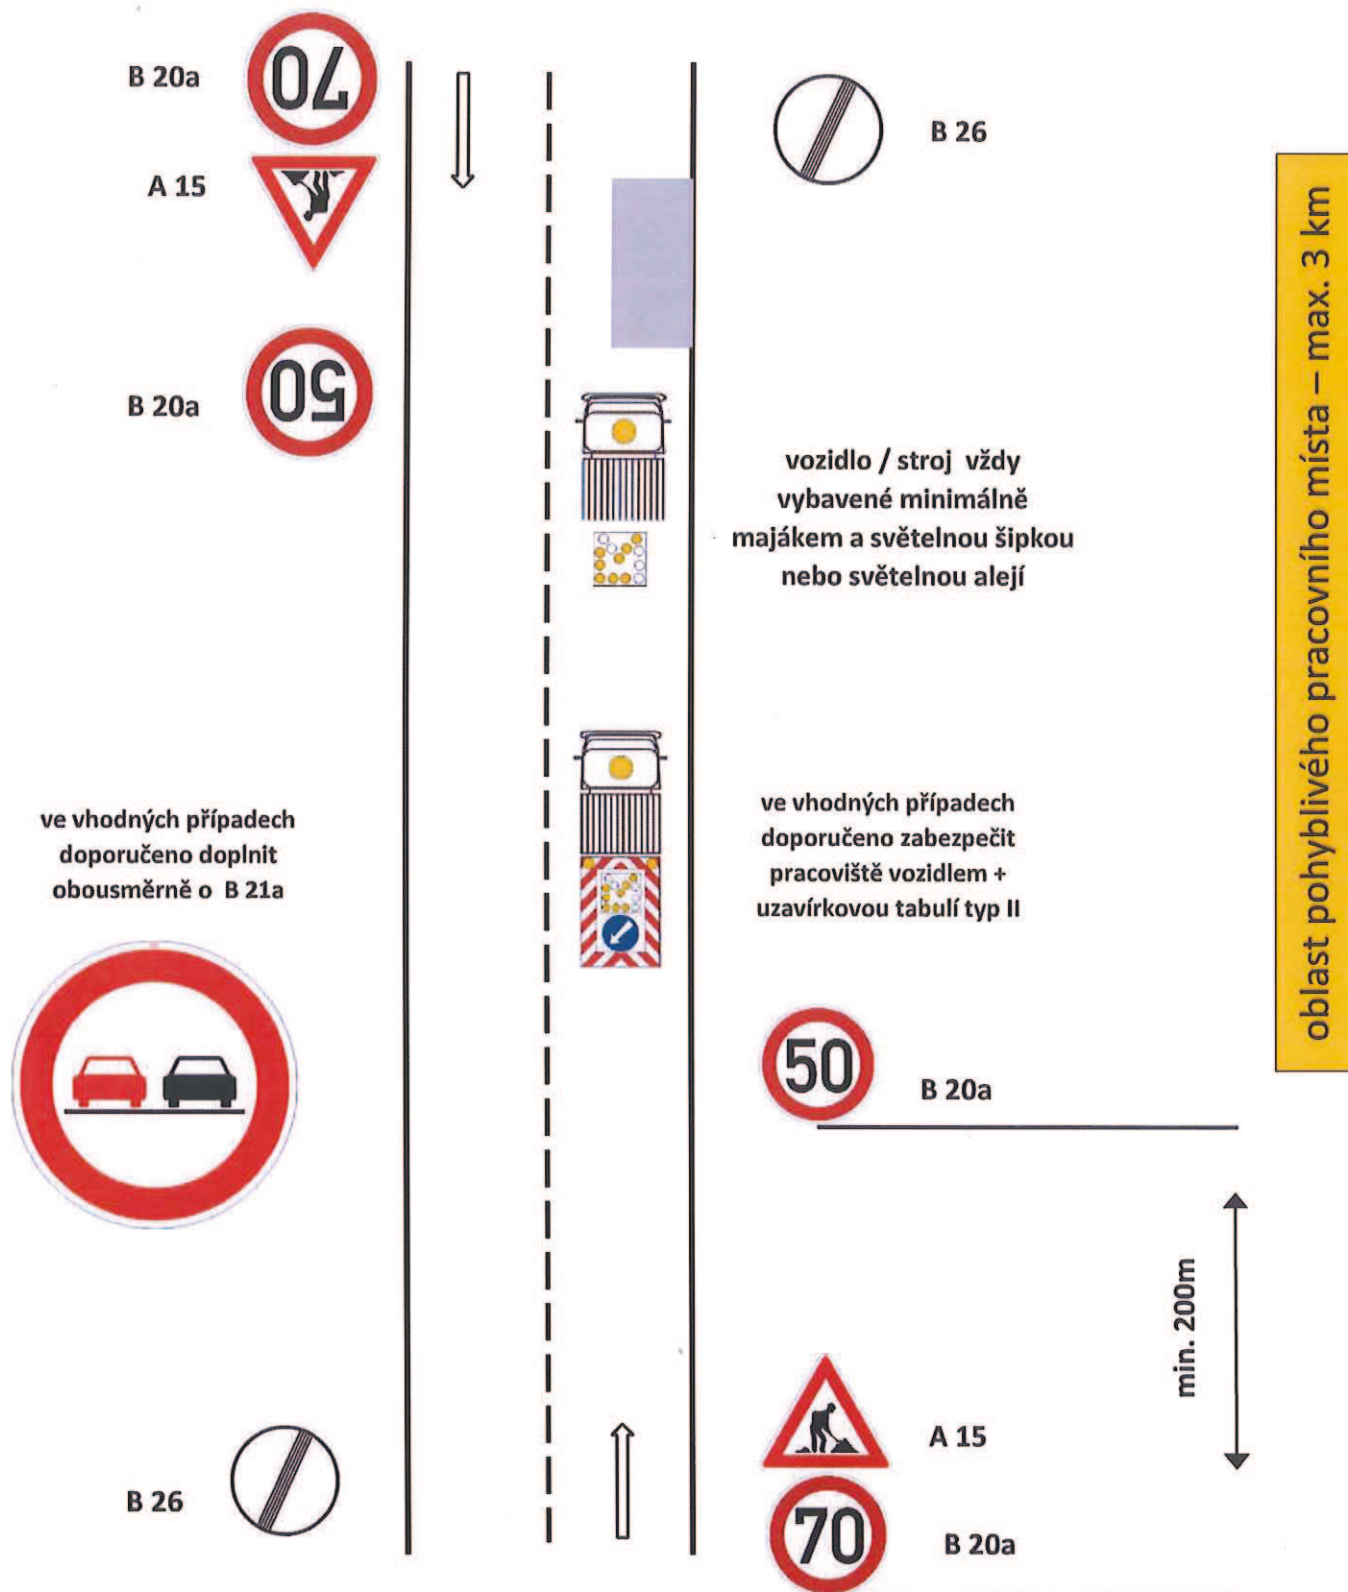 B 20a
70
A 15
B 26
B 20a
50
vozidlo / stroj vždy
vybavené minimálně
majákem a světelnou šipkou
nebo světelnou alejí
oblast pohyblivého pracovního místa – max. 3 km
ve vhodných případech
doporučeno doplnit
obousměrně o B 21a
ve vhodných případech
doporučeno zabezpečit
pracoviště vozidlem +
uzavírkovou tabulí typ II
50
B 20a
min. 200m
A 15
B 26
70
B 20a